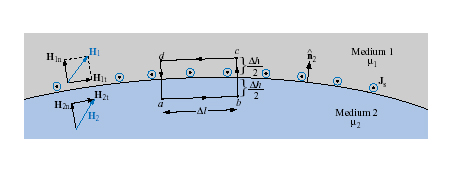 H1
H1n
H1t
d
c
Δh
2
n̂2
Medium 1
μ1
Js
H2n
H2t
H2
a
b
Δh
2
Δl
Medium 2
μ2